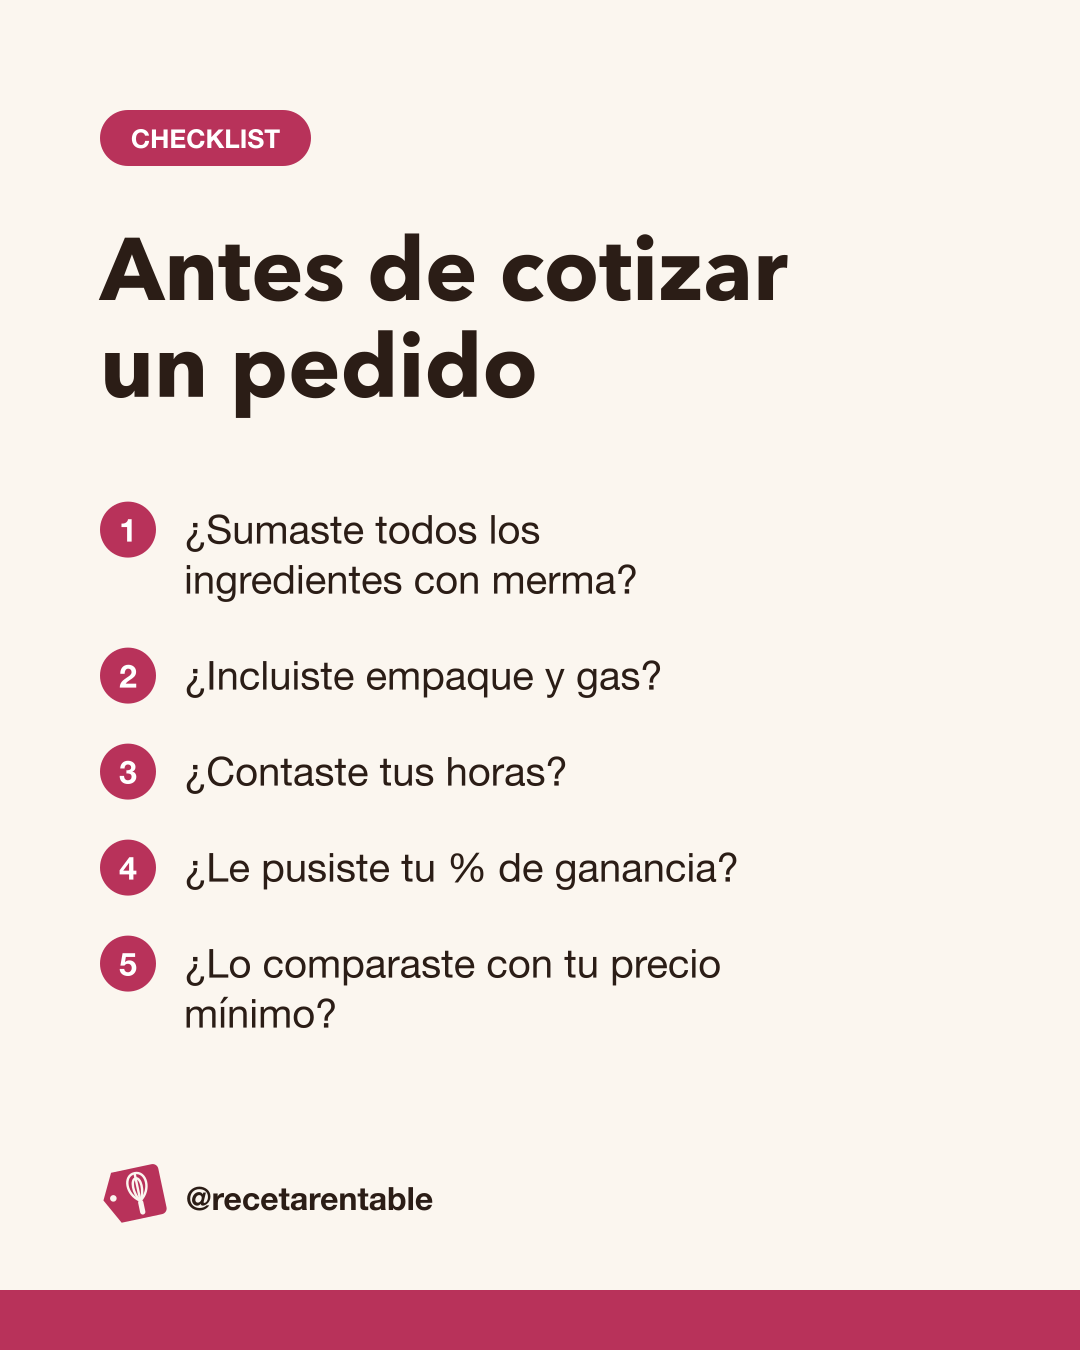 CHECKLIST
Antes de cotizar
un pedido
1 ¿Sumaste todos los
ingredientes con merma?
2 ¿Incluiste empaque y gas?
3 ¿Contaste tus horas?
4 ¿Le pusiste tu % de ganancia?
5 ¿Lo comparaste con tu precio
mínimo?
@recetarentable